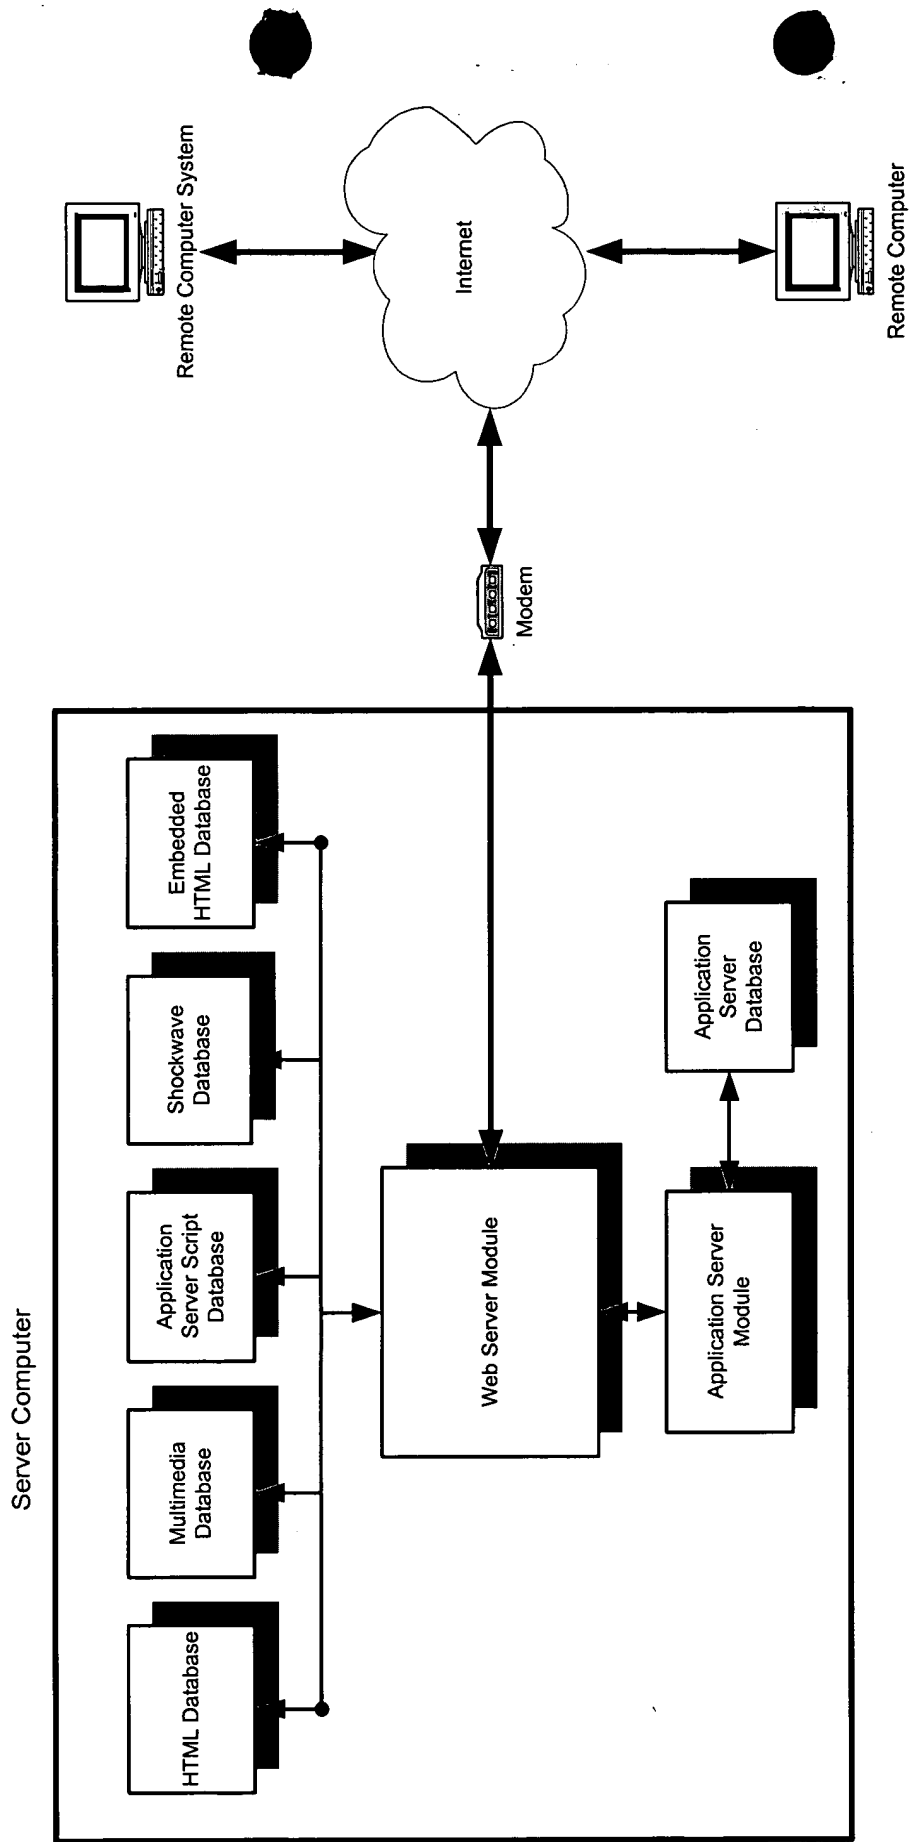 Server Computer
HTML Database
Multimedia
Database
Application
Server Script
Database
Shockwave
Database
Embedded
HTML Database
Web Server Module
Application Server
Module
Application
Server
Database
Modem
Internet
Remote Computer System
Remote Computer